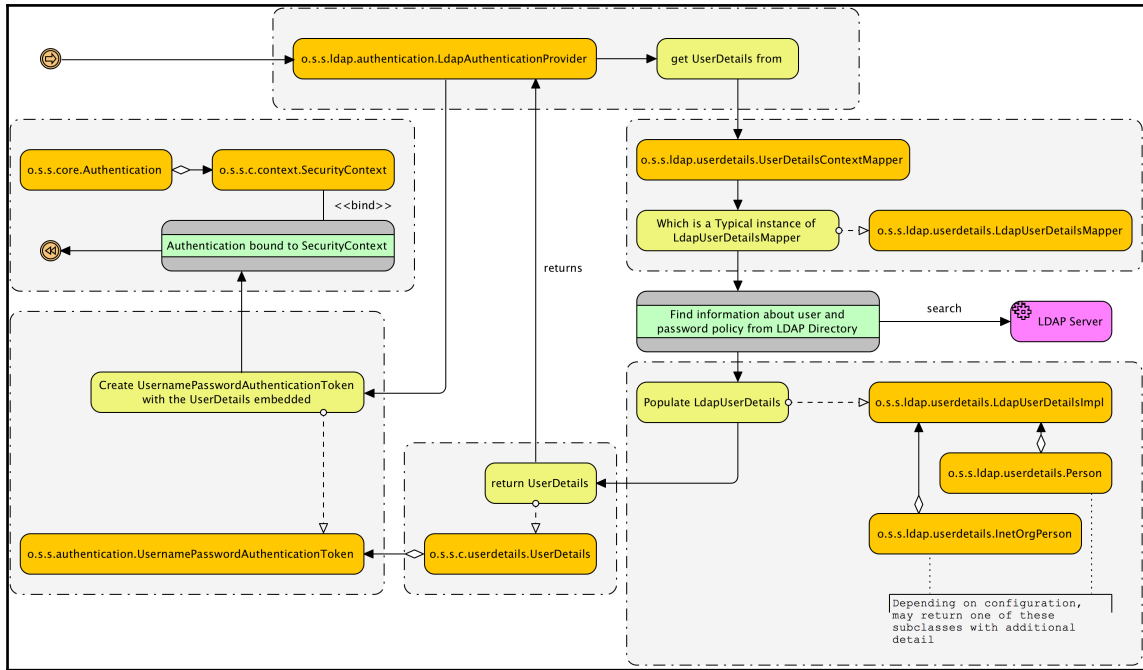 o.s.s.ldap.authentication.LdapAuthenticationProvider
get UserDetails from
o.s.s.core.Authentication
o.s.s.c.context.SecurityContext
<<bind>>
Authentication bound to SecurityContext
o.s.s.ldap.userdetails.UserDetailsContextMapper
Which is a Typical instance of
LdapUserDetailsMapper
o.s.s.ldap.userdetails.LdapUserDetailsMapper
returns
Find information about user and
password policy from LDAP Directory
search
LDAP Server
Create UsernamePasswordAuthenticationToken
with the UserDetails embedded
Populate LdapUserDetails
o.s.s.ldap.userdetails.LdapUserDetailsImpl
o.s.s.ldap.userdetails.Person
return UserDetails
o.s.s.ldap.userdetails.InetOrgPerson
o.s.s.authentication.UsernamePasswordAuthenticationToken
o.s.s.c.userdetails.UserDetails
Depending on configuration,
may return one of these
subclasses with additional
detail